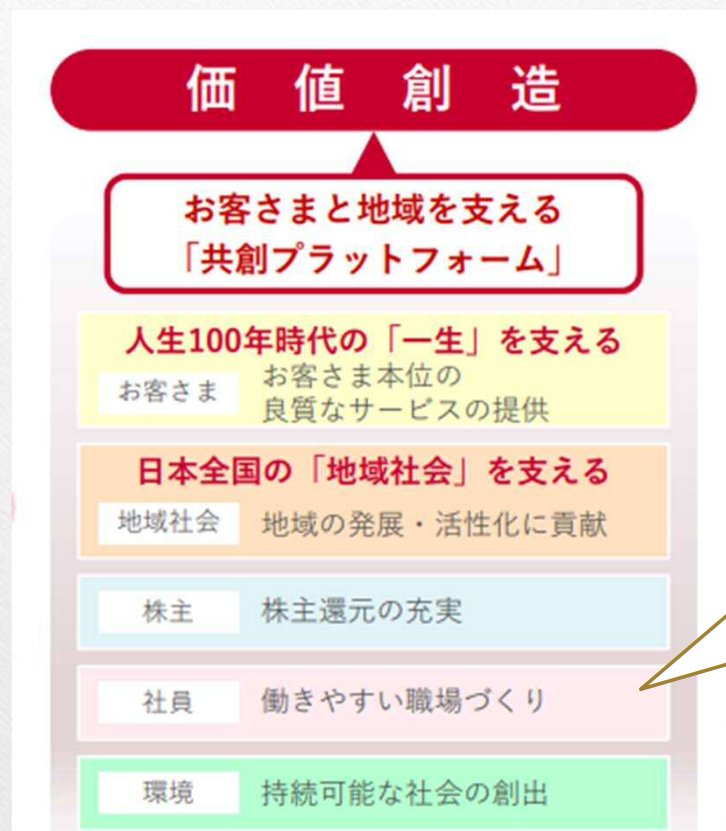 価値創造
お客さまと地域を支える
「共創プラットフォーム」
人生100年時代の「一生」を支える
お客さま
お客さま本位の
良質なサービスの提供
日本全国の「地域社会」を支える
地域社会 地域の発展・活性化に貢献
株主 株主還元の充実
社員 働きやすい職場づくり
環境 持続可能な社会の創出